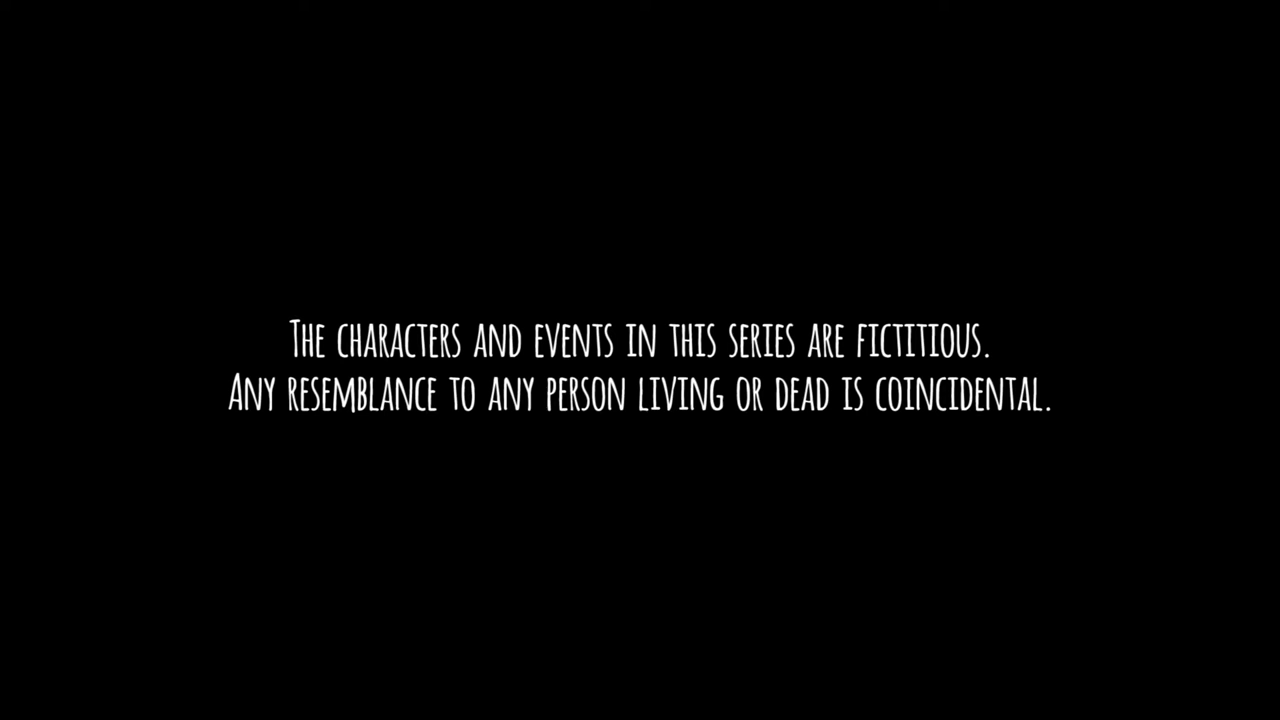 The characters and events in this series are fictitious.
Any resemblance to any person living or dead is coincidental.